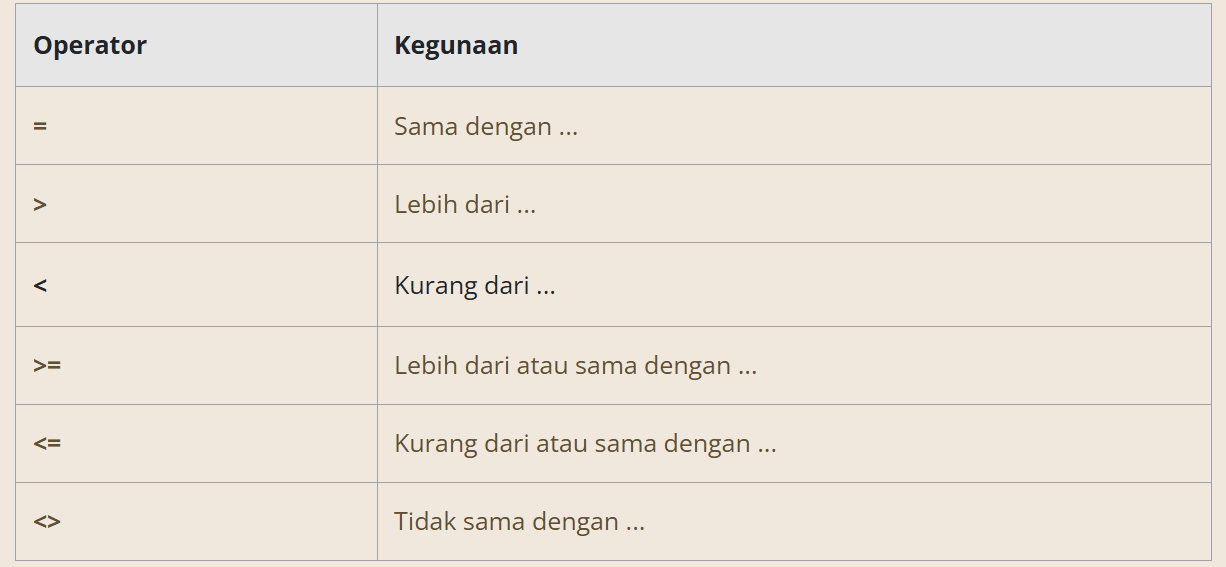 Operator Kegunaan
= Sama dengan ...
> Lebih dari ...
< Kurang dari ...
>= Lebih dari atau sama dengan ...
<= Kurang dari atau sama dengan ...
<> Tidak sama dengan ...